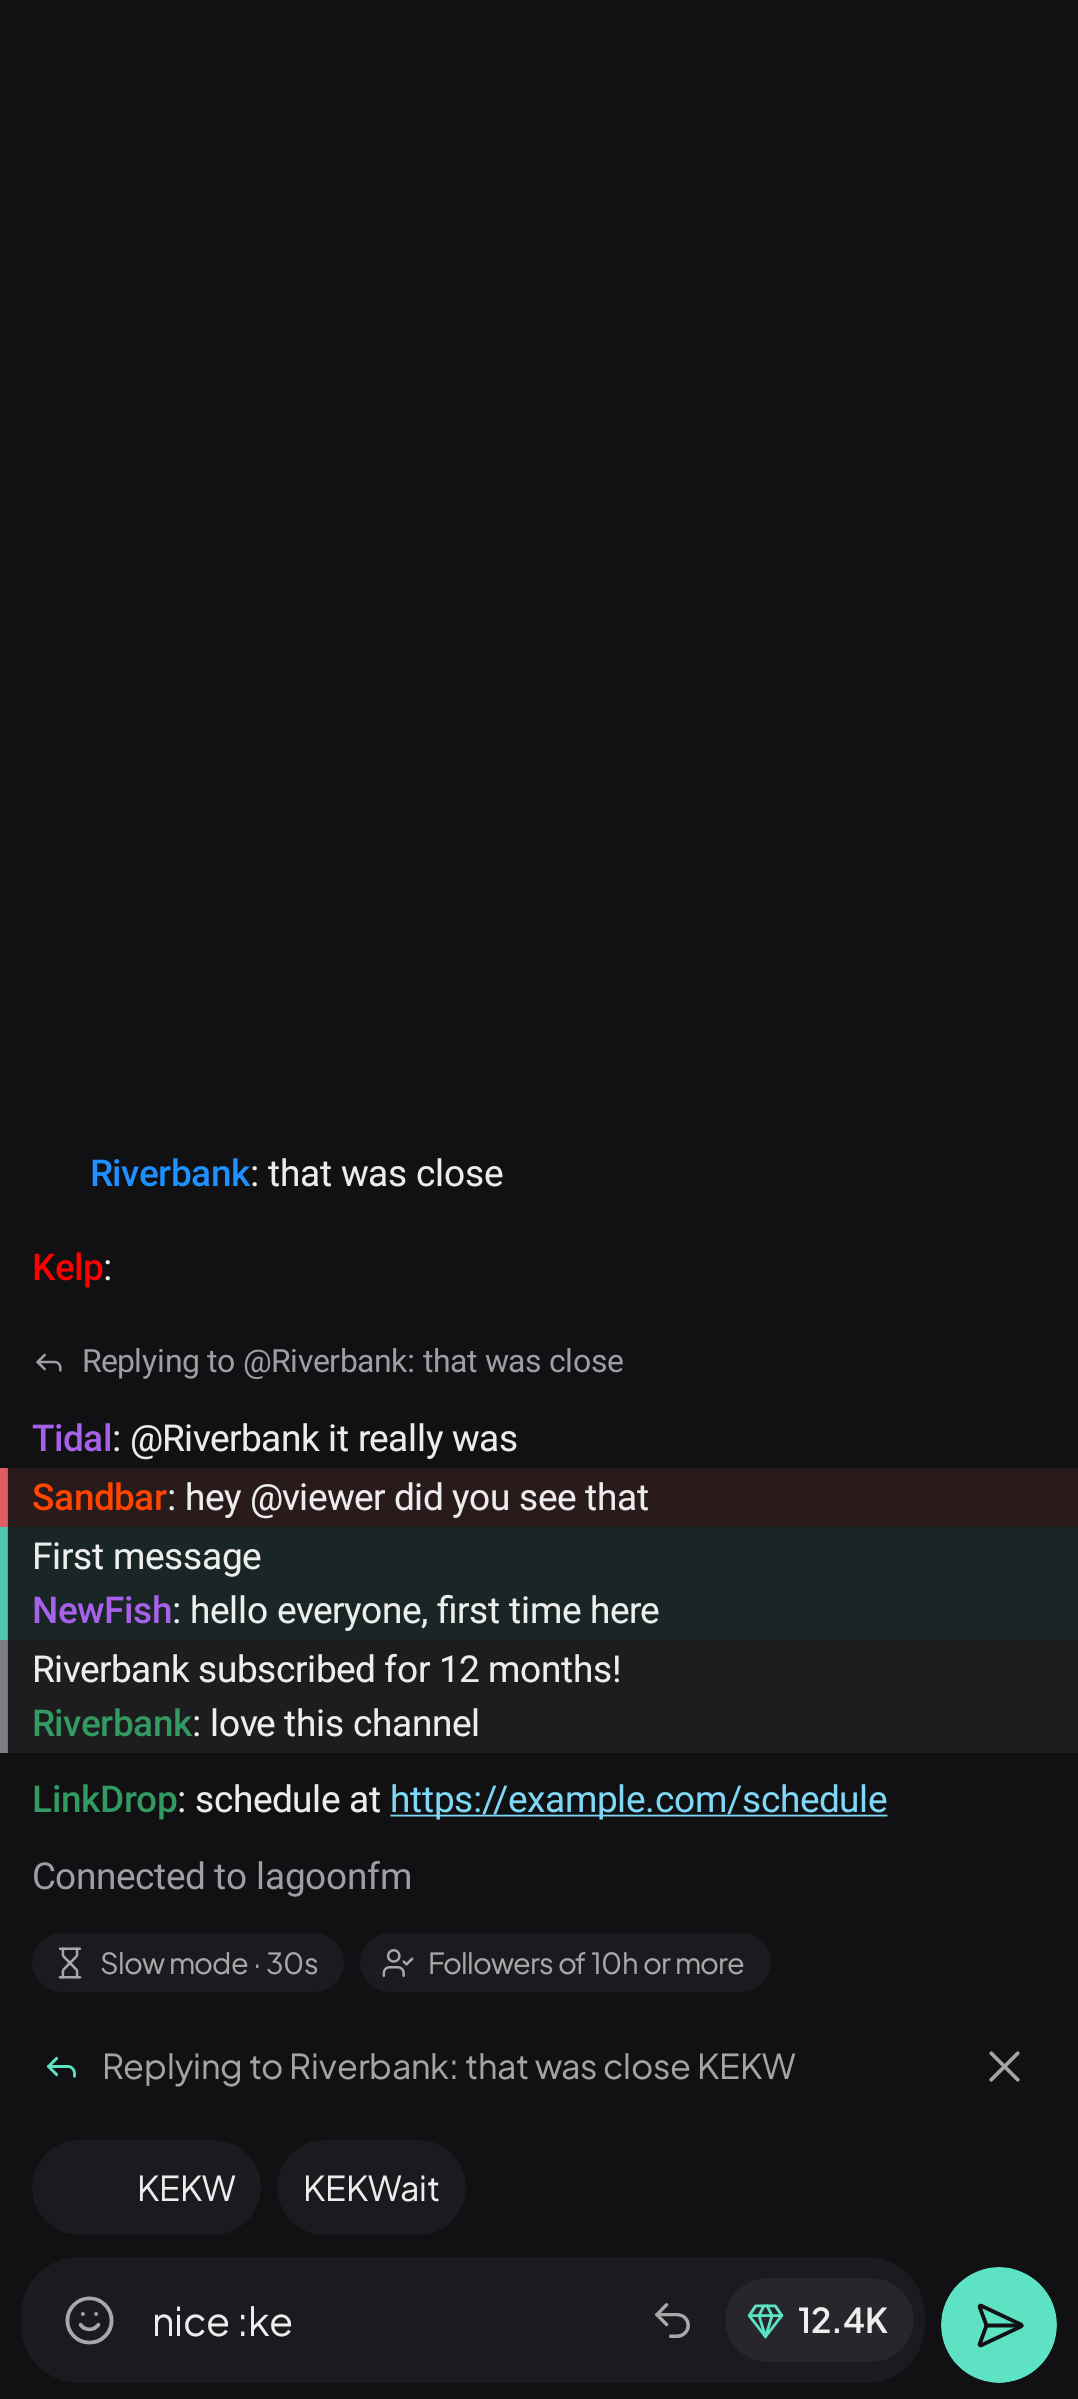 Riverbank: that was close
Kelp:
Replying to @Riverbank: that was close
Tidal: @Riverbank it really was
Sandbar: hey @viewer did you see that
First message
NewFish: hello everyone, first time here
Riverbank subscribed for 12 months!
Riverbank: love this channel
LinkDrop: schedule at https://example.com/schedule
Connected to lagoonfm
Slow mode · 30s Followers of 10h or more
Replying to Riverbank: that was close KEKW
KEKW KEKWait
nice :ke 12.4K